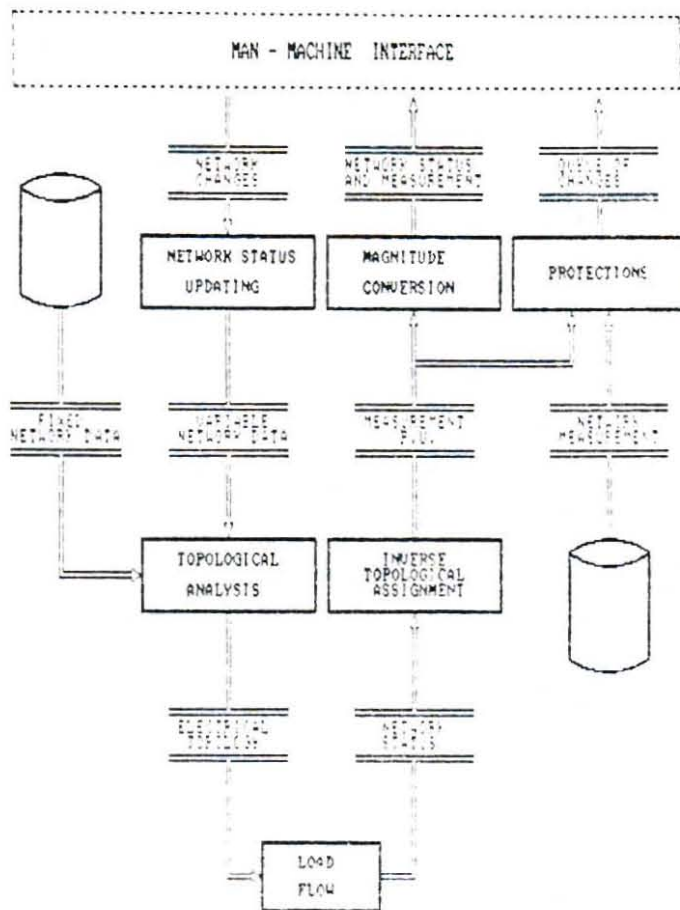 MAN - MACHINE INTERFACE
NETWORK
CHANGES
NETWORK STATUS
AND MEASUREMENT
QUEUE OF
CHANGES
NETWORK STATUS
UPDATING
MAGNITUDE
CONVERSION
PROTECTIONS
FIXED
NETWORK DATA
VARIABLE
NETWORK DATA
MEASUREMENT
P.U.
NETWORK
MEASUREMENT
TOPOLOGICAL
ANALYSIS
INVERSE
TOPOLOGICAL
ASSIGNMENT
ELECTRICAL
TOPOLOGY
NETWORK
STATUS
LOAD
FLOW